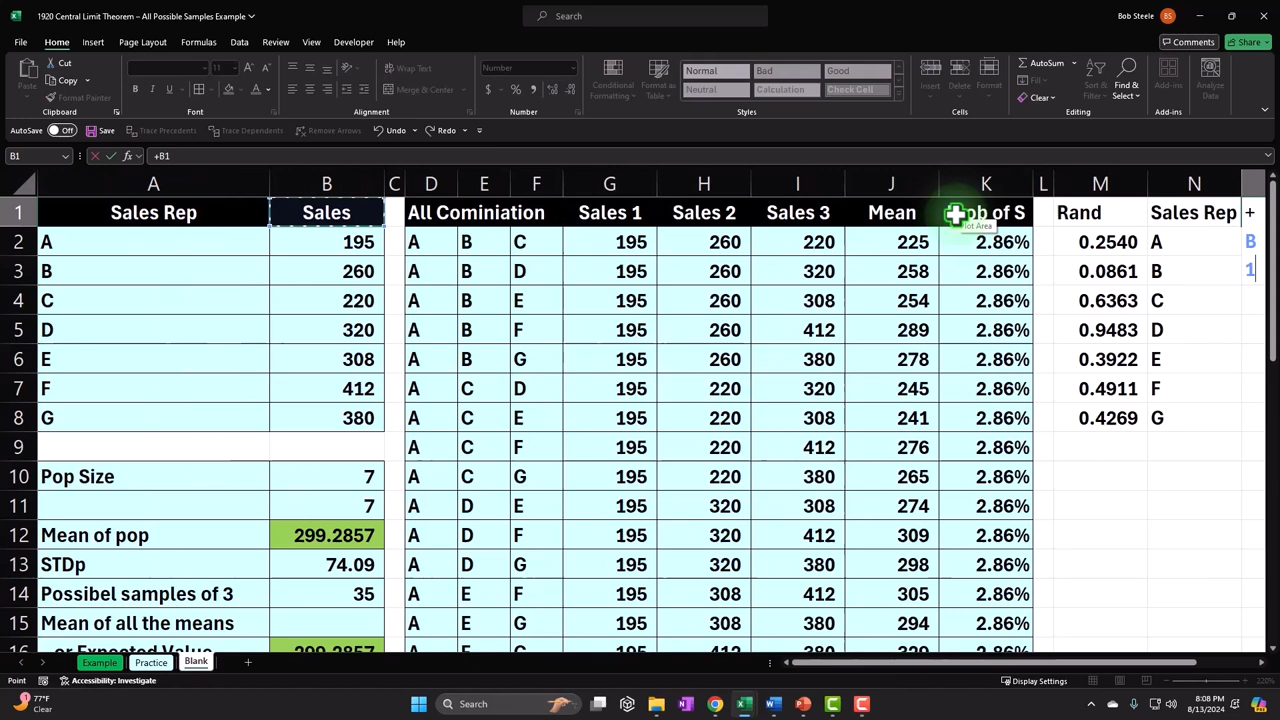 1920 Central Limit Theorem – All Possible Samples Example
Search
Bob Steele BS
File Home Insert Page Layout Formulas Data Review View Developer Help
Comments Share
Cut
Copy
Format Painter
Paste
Clipboard
11
Font
Wrap Text
Merge & Center
Alignment
Number
Number
Conditional Formatting
Format as Table
Normal Bad Good
Neutral Calculation Check Cell
Styles
Insert Delete Format
Cells
AutoSum
Fill
Clear
Sort & Filter
Find & Select
Editing
Add-ins
Add-ins
Analyze Data
AutoSave Off Save Trace Precedents Trace Dependents Remove Arrows Undo Redo
B1 fx +B1
A B C D E F G H I J K L M N
1 Sales Rep Sales All Cominiation Sales 1 Sales 2 Sales 3 Mean of S Rand Sales Rep +
Plot Area
2 A 195 A B C 195 260 220 225 2.86% 0.2540 A B
3 B 260 A B D 195 260 320 258 2.86% 0.0861 B 1
4 C 220 A B E 195 260 308 254 2.86% 0.6363 C
5 D 320 A B F 195 260 412 289 2.86% 0.9483 D
6 E 308 A B G 195 260 380 278 2.86% 0.3922 E
7 F 412 A C D 195 220 320 245 2.86% 0.4911 F
8 G 380 A C E 195 220 308 241 2.86% 0.4269 G
9 A C F 195 220 412 276 2.86%
10 Pop Size 7 A C G 195 220 380 265 2.86%
11 7 A D E 195 320 308 274 2.86%
12 Mean of pop 299.2857 A D F 195 320 412 309 2.86%
13 STDp 74.09 A D G 195 320 380 298 2.86%
14 Possibel samples of 3 35 A E F 195 308 412 305 2.86%
15 Mean of all the means A E G 195 308 380 294 2.86%
16 or Expected Value 299.2857 A F G 195 412 380 329 2.86%
Example Practice Blank
Point Accessibility: Investigate Display Settings 220%
77°F
Clear
Search
8:08 PM
8/13/2024